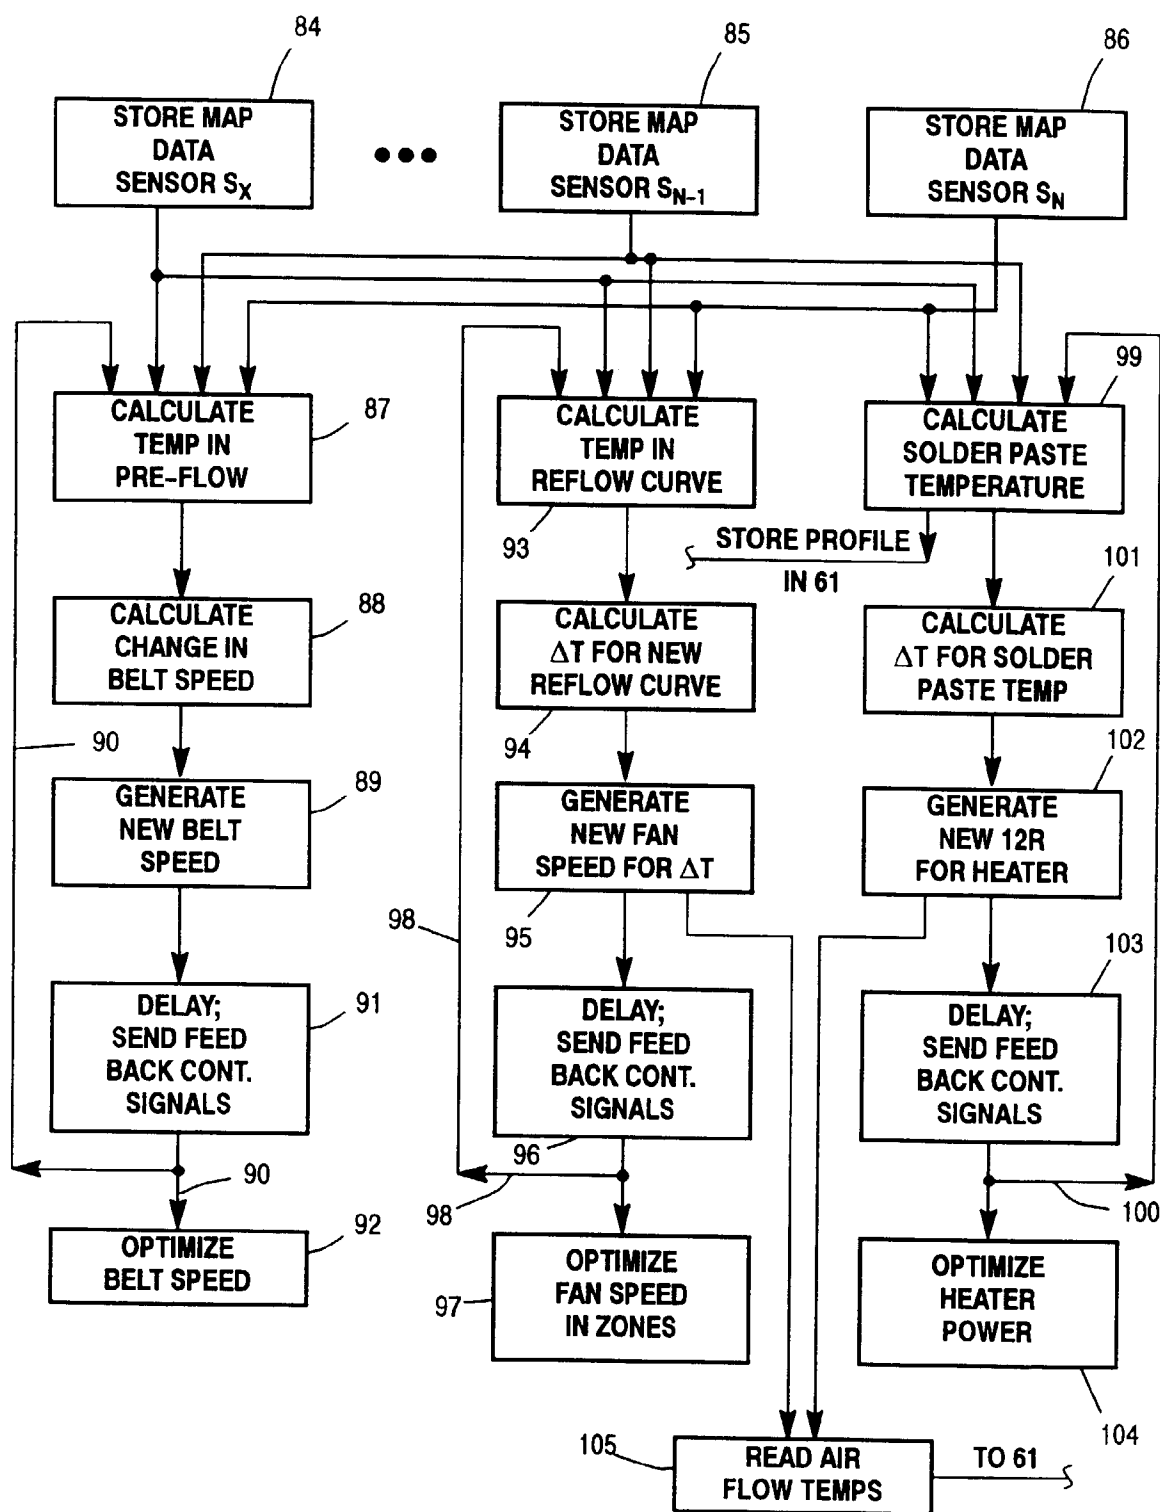 84
85
86
STORE MAP
DATA
SENSOR SX
STORE MAP
DATA
SENSOR SN-1
STORE MAP
DATA
SENSOR SN
CALCULATE
TEMP IN
PRE-FLOW
87
CALCULATE
TEMP IN
REFLOW CURVE
93
CALCULATE
SOLDER PASTE
TEMPERATURE
99
STORE PROFILE
IN 61
CALCULATE
CHANGE IN
BELT SPEED
88
CALCULATE
ΔT FOR NEW
REFLOW CURVE
94
CALCULATE
ΔT FOR SOLDER
PASTE TEMP
101
90
GENERATE
NEW BELT
SPEED
89
GENERATE
NEW FAN
SPEED FOR ΔT
95
GENERATE
NEW 12R
FOR HEATER
102
98
DELAY;
SEND FEED
BACK CONT.
SIGNALS
91
DELAY;
SEND FEED
BACK CONT.
SIGNALS
96
DELAY;
SEND FEED
BACK CONT.
SIGNALS
103
90
98
100
OPTIMIZE
BELT SPEED
92
OPTIMIZE
FAN SPEED
IN ZONES
97
OPTIMIZE
HEATER
POWER
104
105
READ AIR
FLOW TEMPS
TO 61